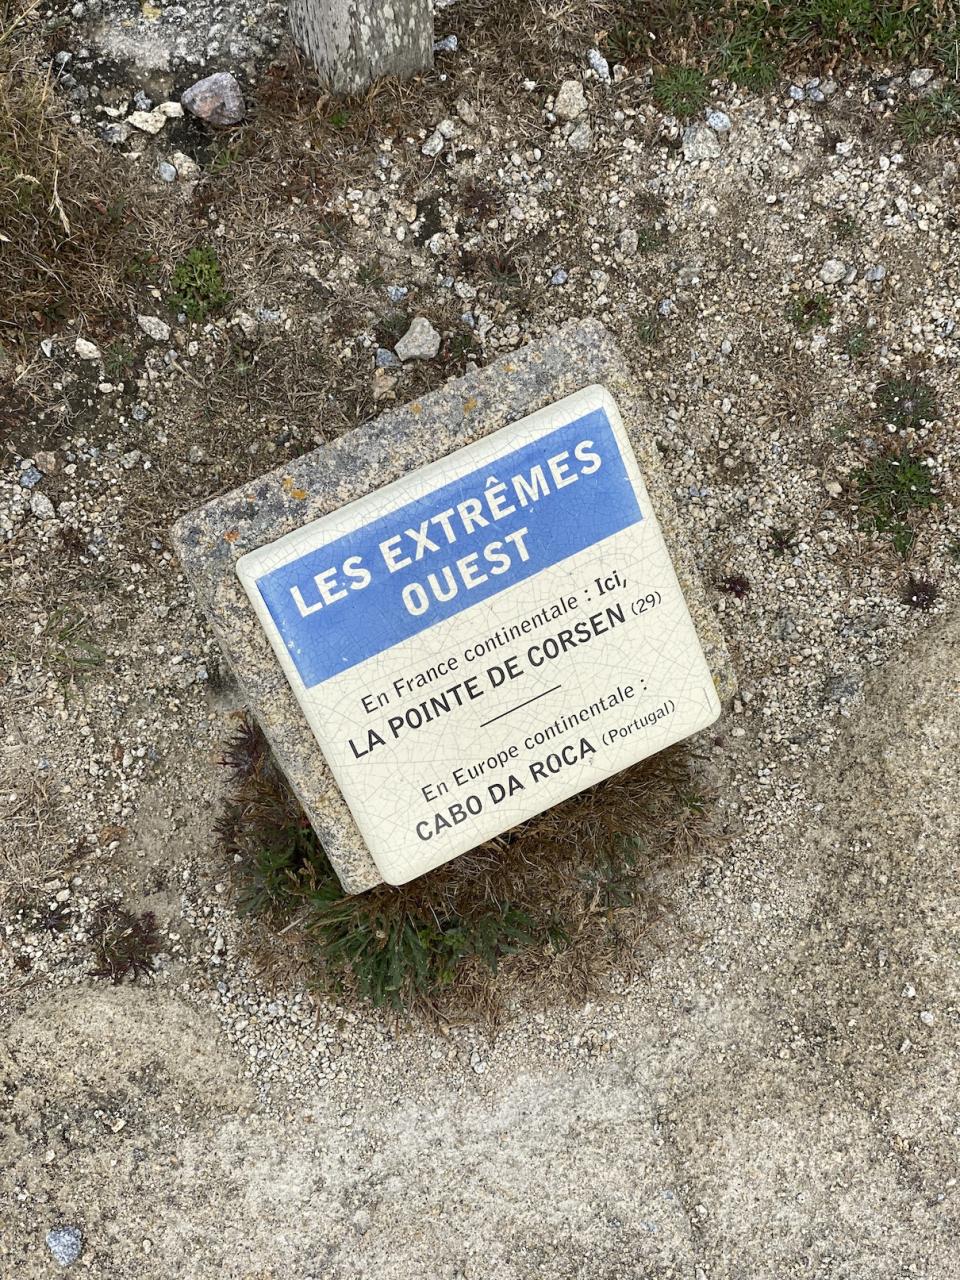 LES EXTRÊMES
OUEST
En France continentale : Ici,
LA POINTE DE CORSEN (29)
En Europe continentale :
CABO DA ROCA (Portugal)